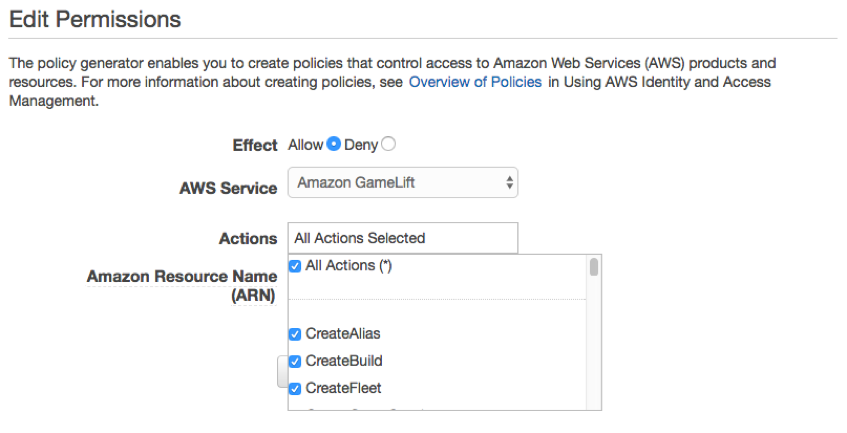 Edit Permissions
The policy generator enables you to create policies that control access to Amazon Web Services (AWS) products and
resources. For more information about creating policies, see Overview of Policies in Using AWS Identity and Access
Management.
Effect Allow Deny
AWS Service Amazon GameLift
Actions All Actions Selected
All Actions (*)
Amazon Resource Name
(ARN)
CreateAlias
CreateBuild
CreateFleet